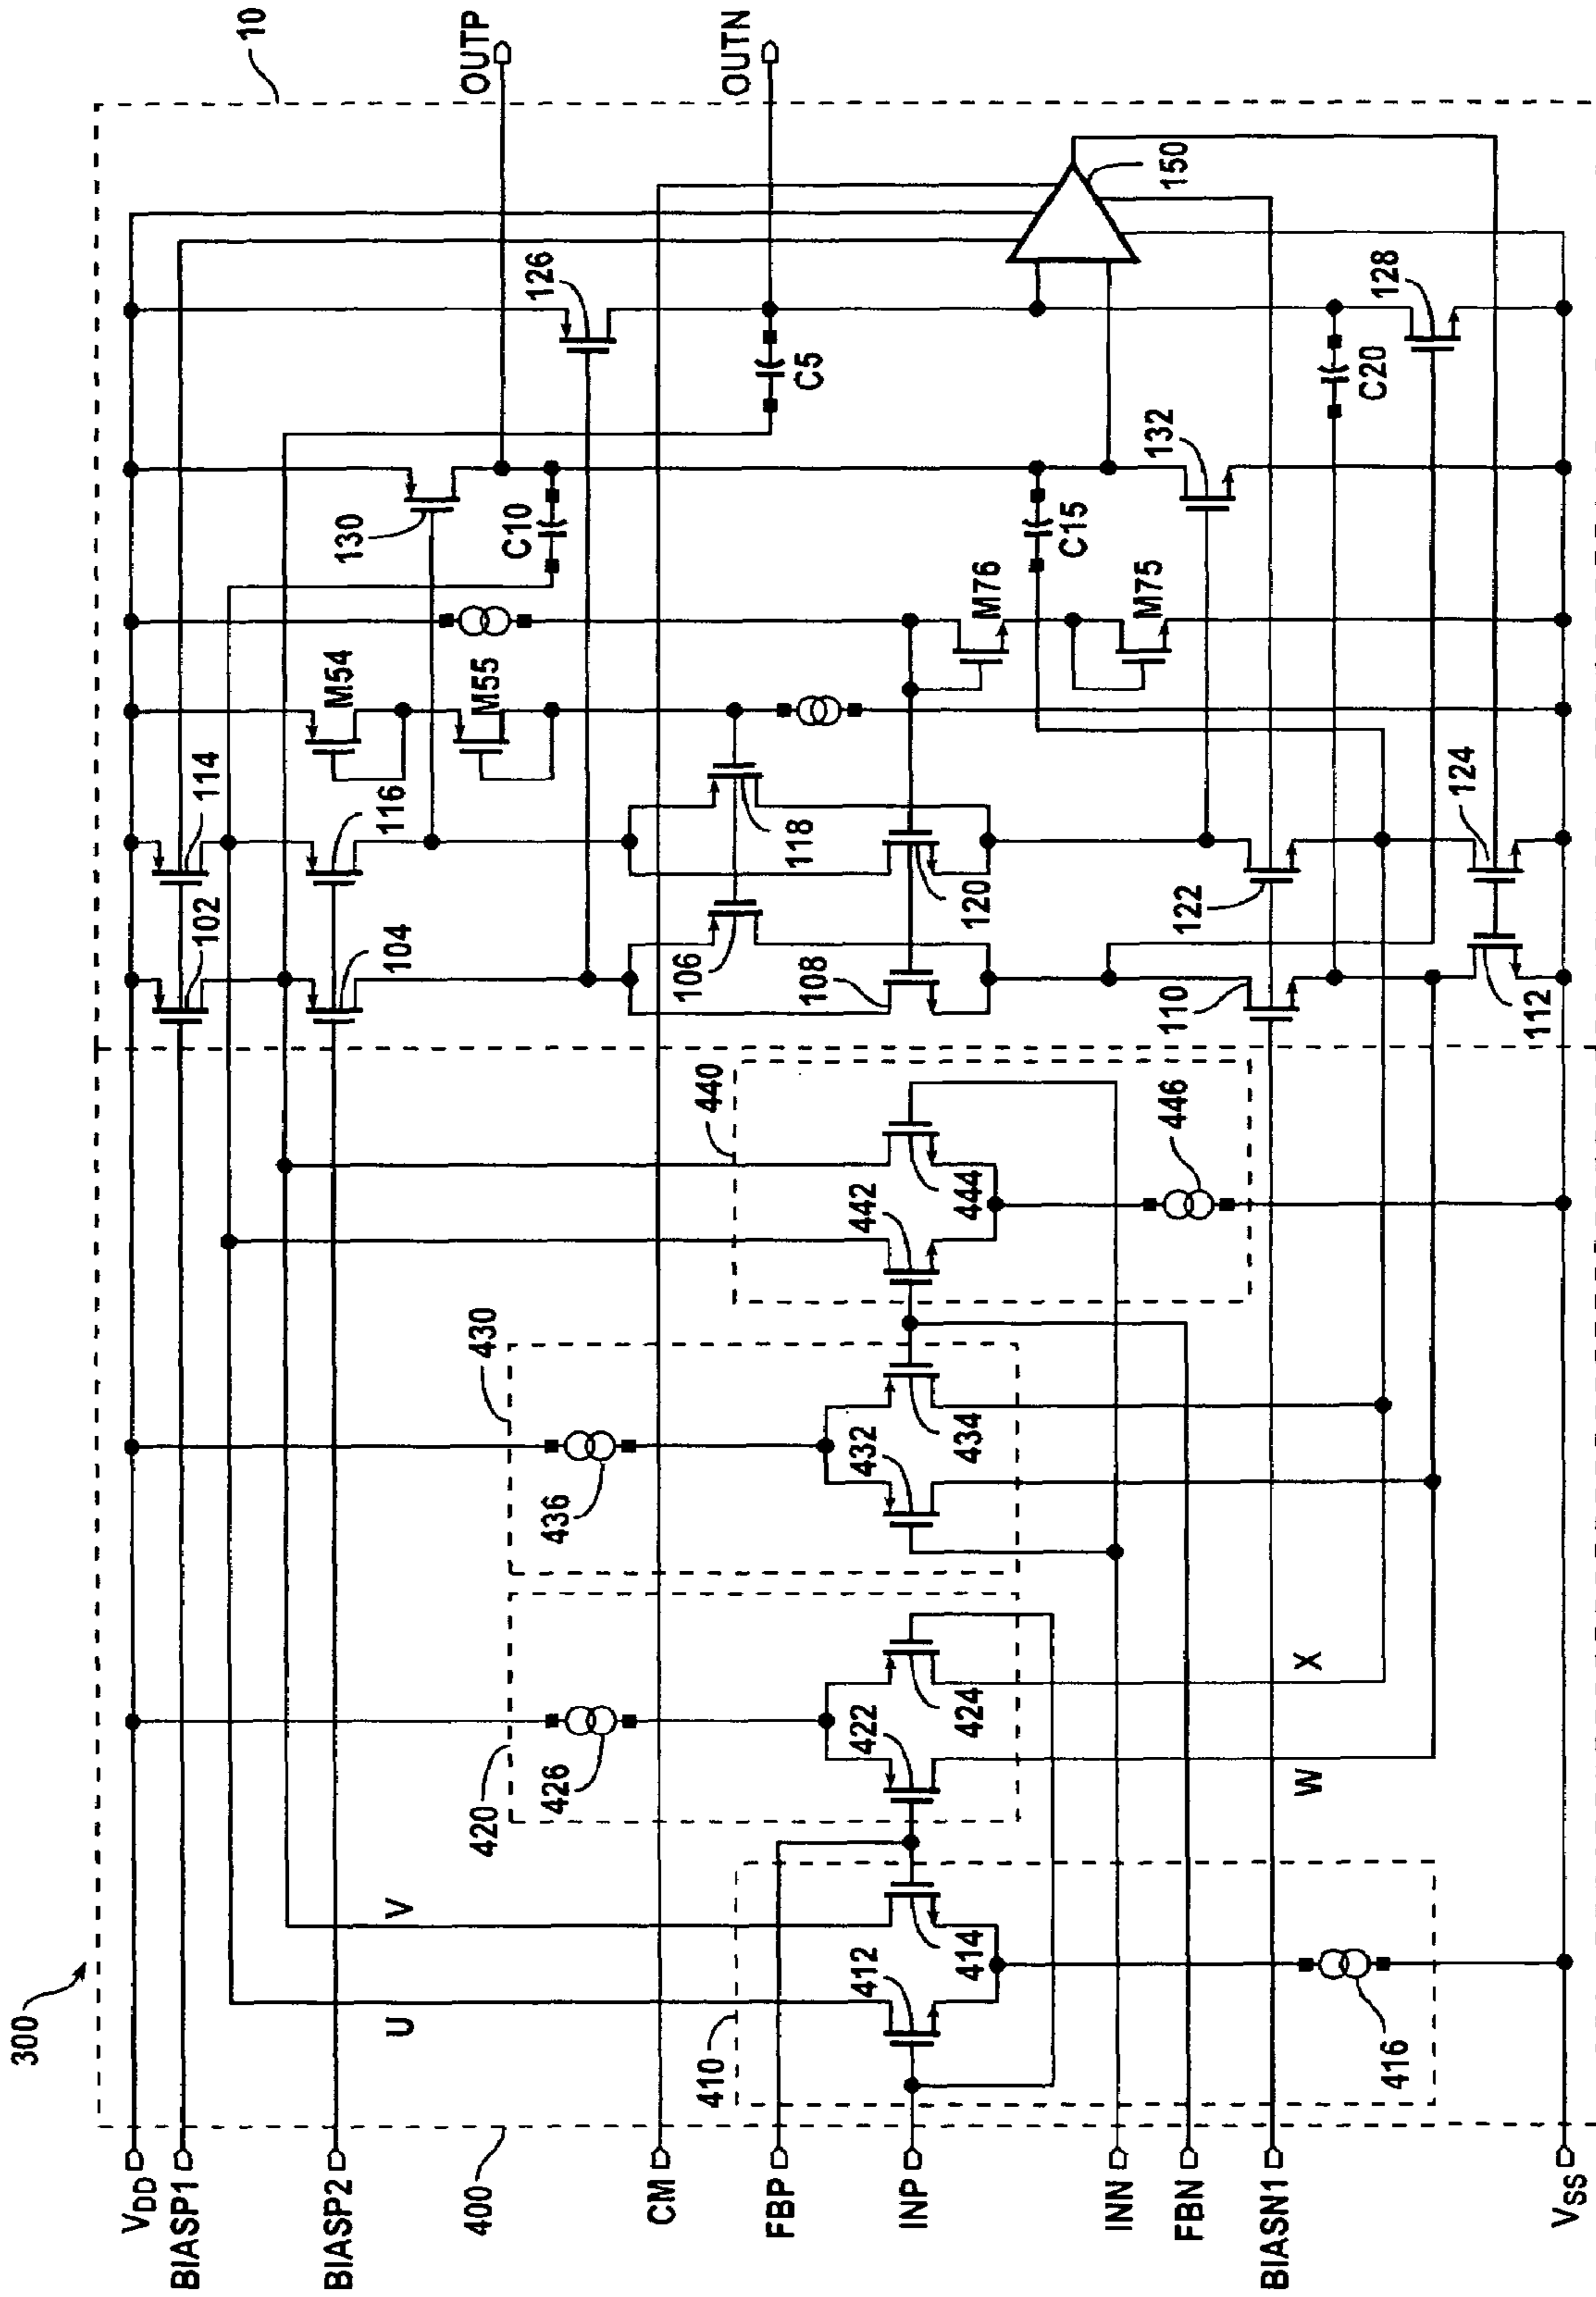 300
10
OUTP
OUTN
VDD
BIASP1
BIASP2
400
CM
FBP
INP
INN
FBN
BIASN1
VSS
U
V
W
X
410
412
414
416
420
422
424
426
430
432
434
436
440
442
444
446
102
104
106
108
110
112
114
116
118
120
122
124
M54
M55
M76
M75
130
C10
C15
132
126
C5
C20
128
150